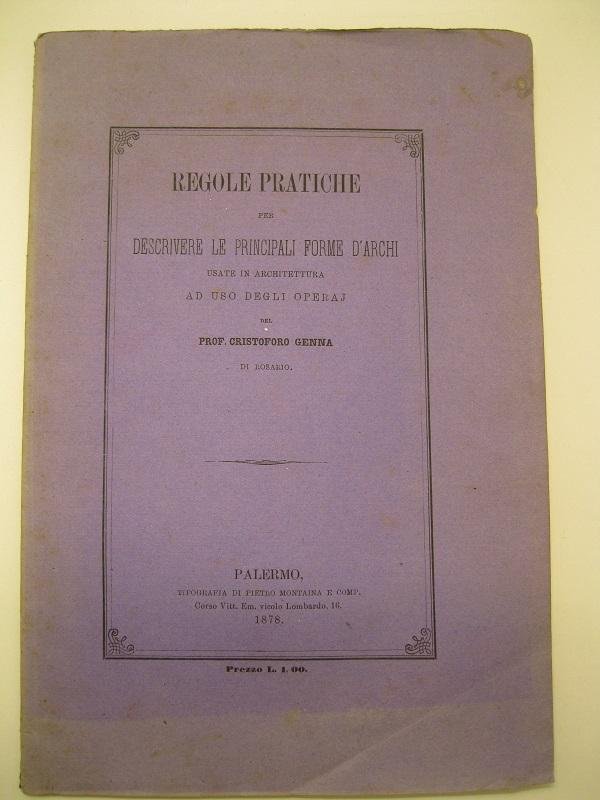 REGOLE PRATICHE
PER
DESCRIVERE LE PRINCIPALI FORME D'ARCHI
USATE IN ARCHITETTURA
AD USO DEGLI OPERAJ
DEL
PROF. CRISTOFORO GENNA
DI ROSARIO.
PALERMO,
TIPOGRAFIA DI PIETRO MONTAINA E COMP.
Corso Vitt. Em. vicolo Lombardo, 16.
1878.
Prezzo L. 1. 00.